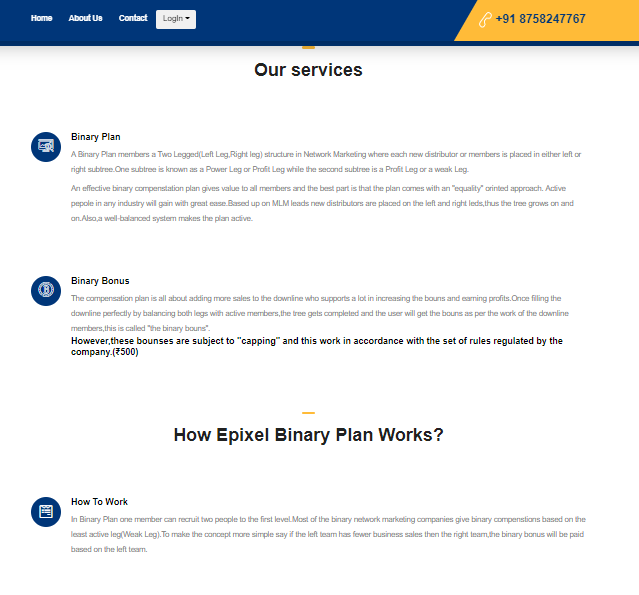 Home About Us Contact LogIn +91 8758247767
Our services
Binary Plan
A Binary Plan members a Two Legged(Left Leg,Right leg) structure in Network Marketing where each new distributor or members is placed in either left or
right subtree.One subtree is known as a Power Leg or Profit Leg while the second subtree is a Profit Leg or a weak Leg.
An effective binary compenstation plan gives value to all members and the best part is that the plan comes with an "equality" orinted approach. Active
pepole in any industry will gain with great ease.Based up on MLM leads new distributors are placed on the left and right leds,thus the tree grows on and
on.Also,a well-balanced system makes the plan active.
Binary Bonus
The compensation plan is all about adding more sales to the downline who supports a lot in increasing the bouns and earning profits.Once filling the
downline perfectly by balancing both legs with active members,the tree gets completed and the user will get the bouns as per the work of the downline
members,this is called "the binary bouns".
However,these bounses are subject to "capping" and this work in accordance with the set of rules regulated by the
company.(₹500)
How Epixel Binary Plan Works?
How To Work
In Binary Plan one member can recruit two people to the first level.Most of the binary network marketing companies give binary compenstions based on the
least active leg(Weak Leg).To make the concept more simple say if the left team has fewer business sales then the right team,the binary bonus will be paid
based on the left team.